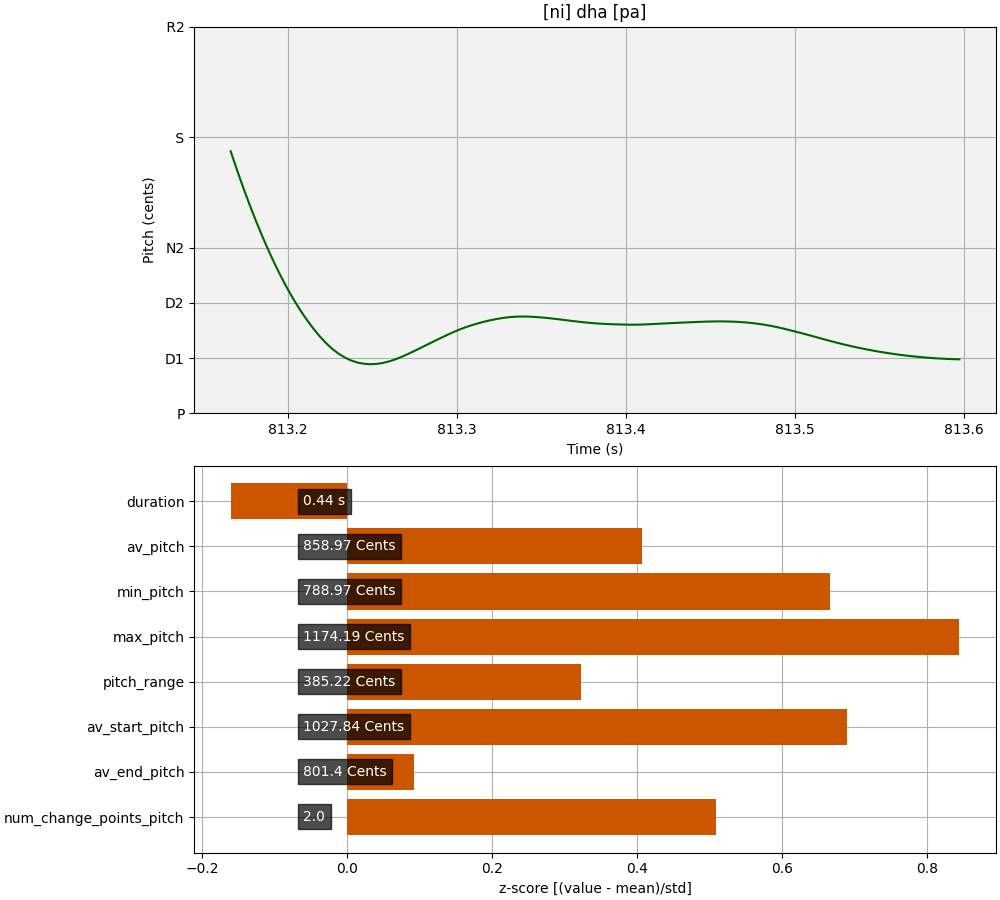 [ni] dha [pa]
R2
S
N2
D2
D1
P
Pitch (cents)
813.2 813.3 813.4 813.5 813.6
Time (s)
duration 0.44 s
av_pitch 858.97 Cents
min_pitch 788.97 Cents
max_pitch 1174.19 Cents
pitch_range 385.22 Cents
av_start_pitch 1027.84 Cents
av_end_pitch 801.4 Cents
num_change_points_pitch 2.0
−0.2 0.0 0.2 0.4 0.6 0.8
z-score [(value - mean)/std]